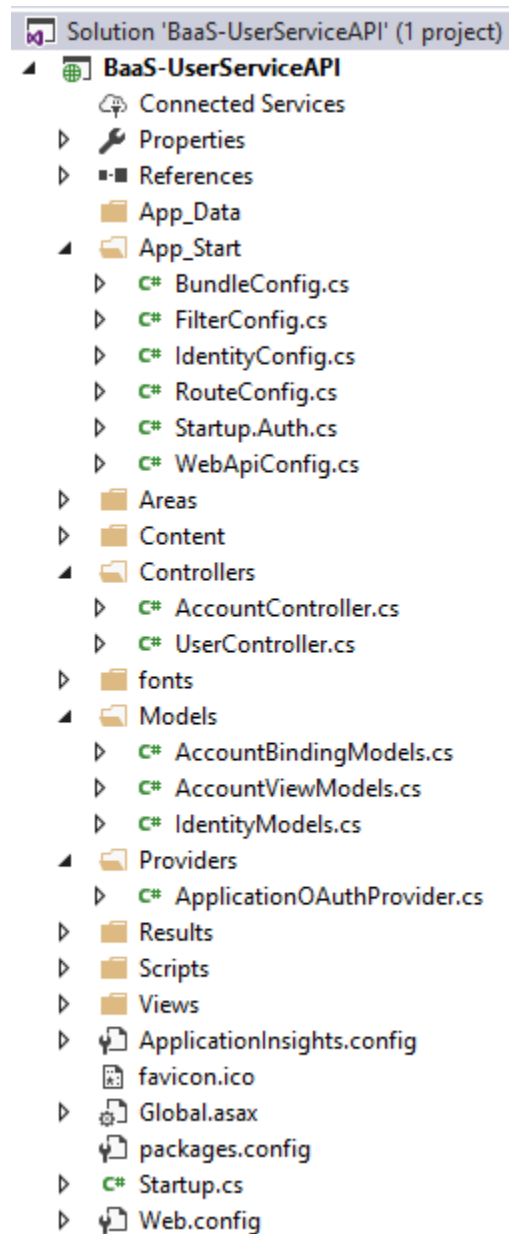 Solution 'BaaS-UserServiceAPI' (1 project)
BaaS-UserServiceAPI
Connected Services
Properties
References
App_Data
App_Start
C# BundleConfig.cs
C# FilterConfig.cs
C# IdentityConfig.cs
C# RouteConfig.cs
C# Startup.Auth.cs
C# WebApiConfig.cs
Areas
Content
Controllers
C# AccountController.cs
C# UserController.cs
fonts
Models
C# AccountBindingModels.cs
C# AccountViewModels.cs
C# IdentityModels.cs
Providers
C# ApplicationOAuthProvider.cs
Results
Scripts
Views
ApplicationInsights.config
favicon.ico
Global.asax
packages.config
C# Startup.cs
Web.config